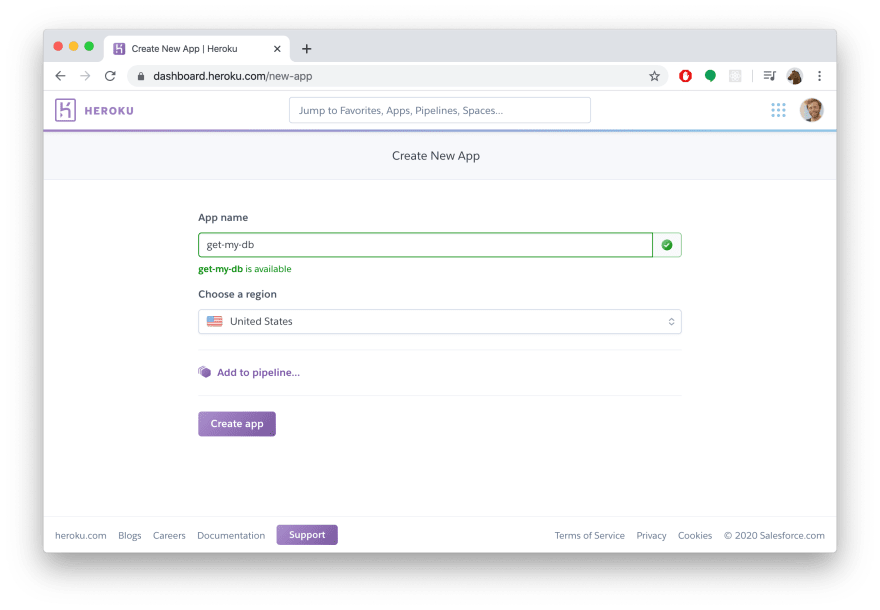 Create New App | Heroku
dashboard.heroku.com/new-app
HEROKU
Jump to Favorites, Apps, Pipelines, Spaces...
Create New App
App name
get-my-db
get-my-db is available
Choose a region
United States
Add to pipeline...
Create app
heroku.com Blogs Careers Documentation Support Terms of Service Privacy Cookies © 2020 Salesforce.com